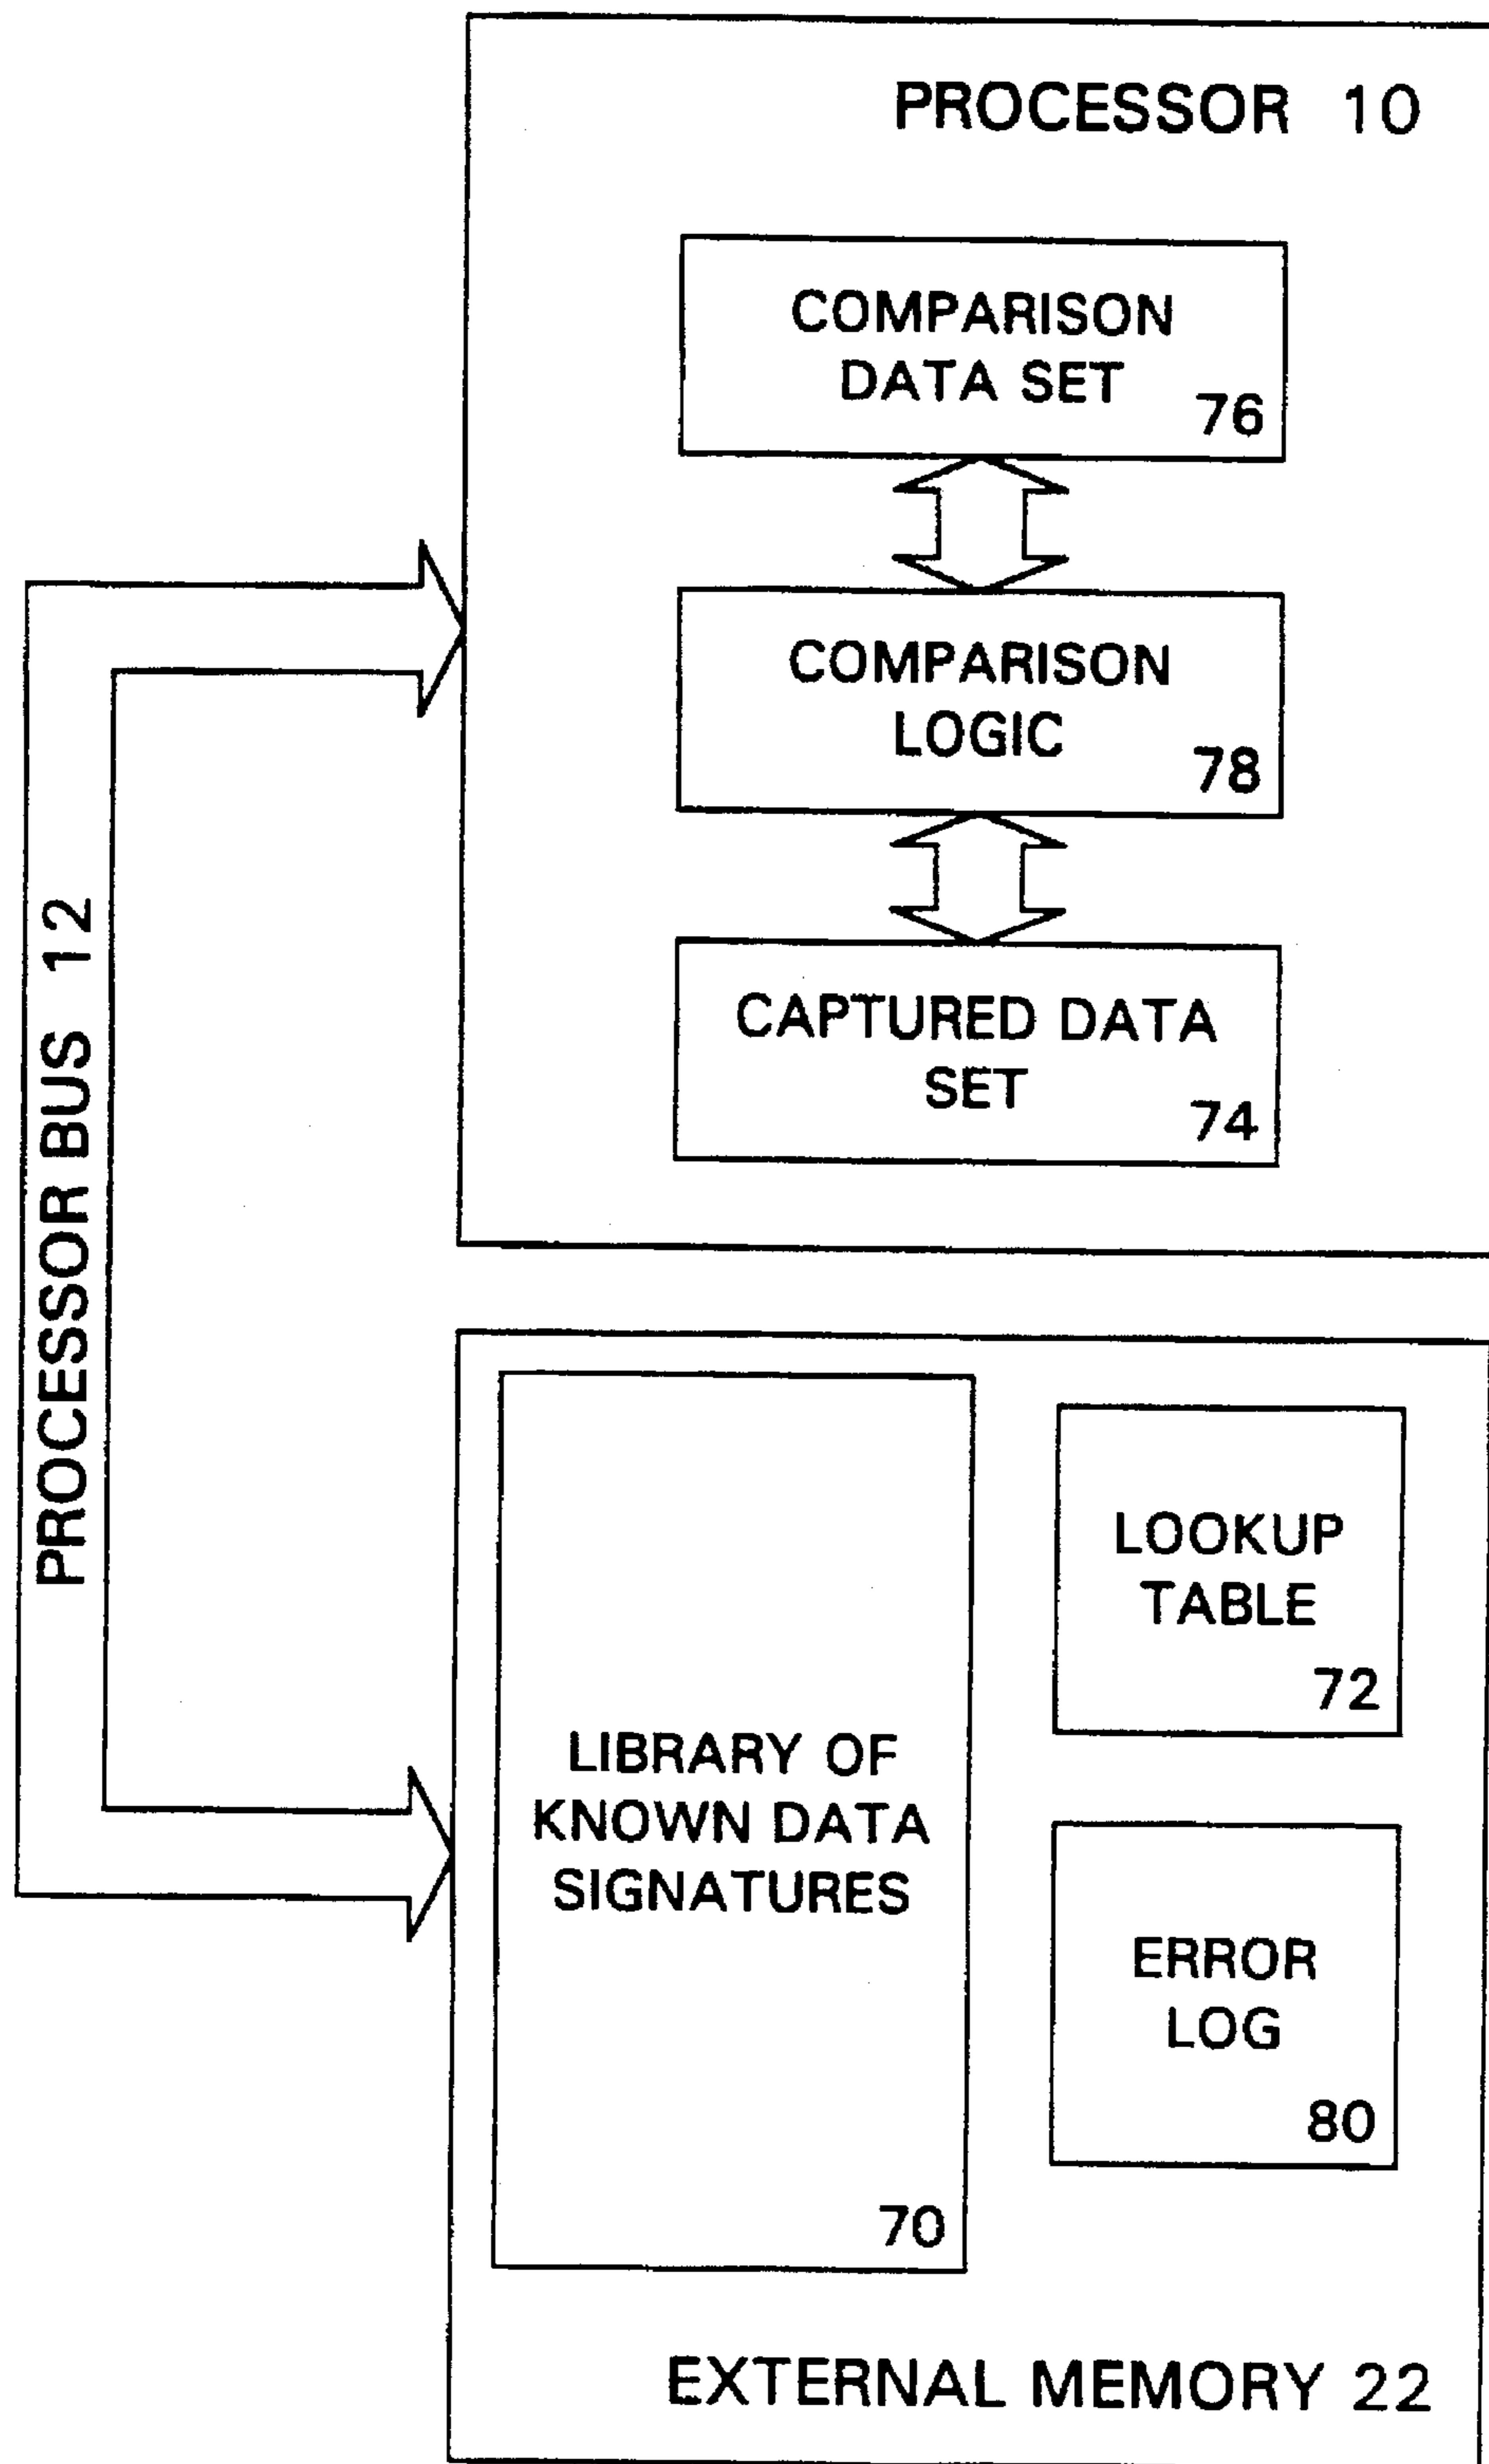 PROCESSOR 10
COMPARISON
DATA SET
76
COMPARISON
LOGIC
78
CAPTURED DATA
SET
74
PROCESSOR BUS 12
LIBRARY OF
KNOWN DATA
SIGNATURES
70
LOOKUP
TABLE
72
ERROR
LOG
80
EXTERNAL MEMORY 22